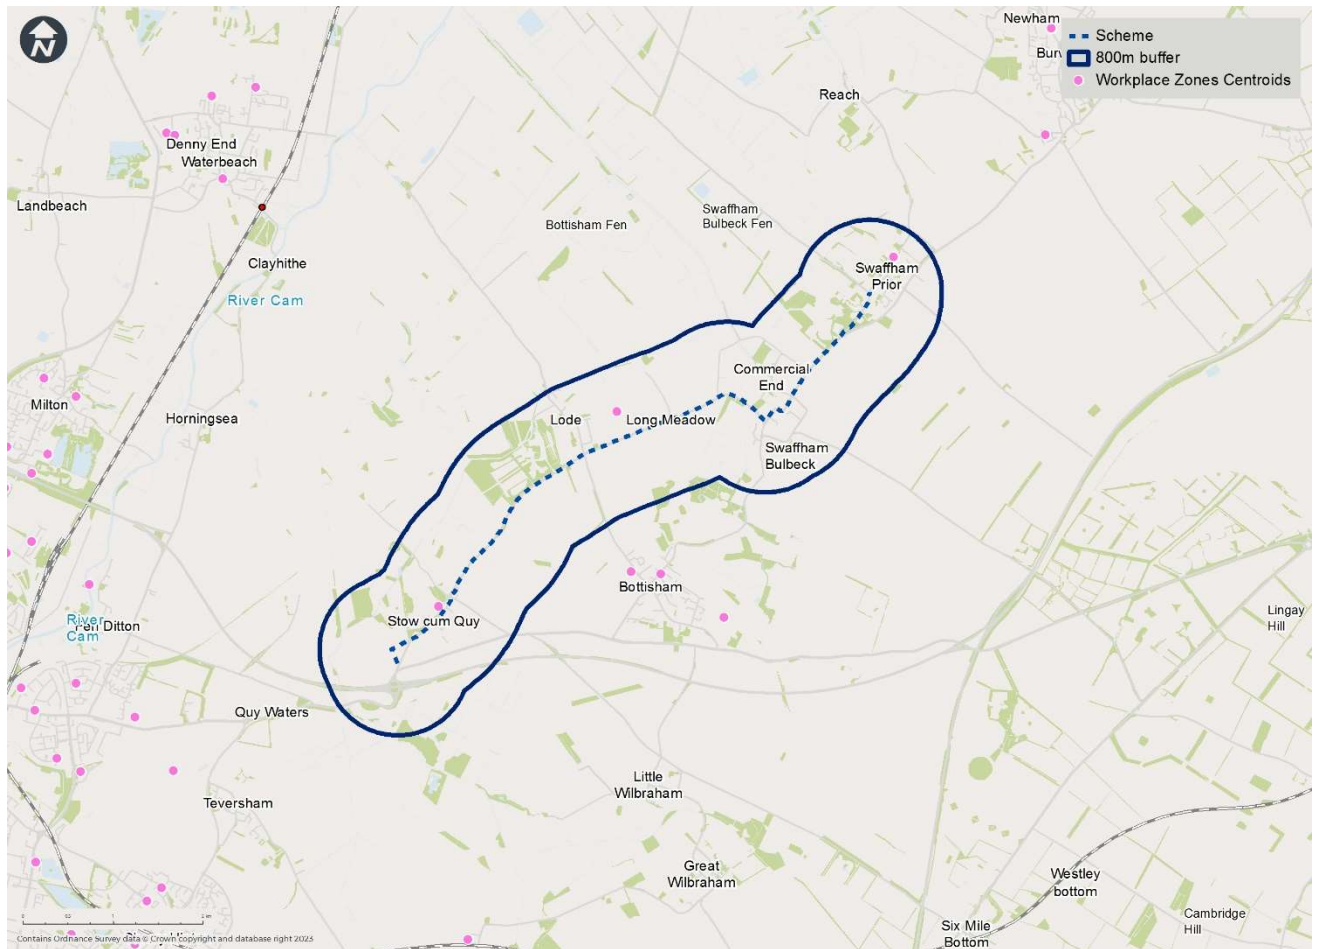 N
Newham
Scheme
Burw
800m buffer
Workplace Zones Centroids
Reach
Denny End
Waterbeach
Landbeach
Swaffham
Bulbeck Fen
Bottisham Fen
Clayhithe
Swaffham
Prior
River Cam
Commercial
End
Milton
Horningsea
Lode
Long Meadow
Swaffham
Bulbeck
Bottisham
Stow cum Quy
River
Cam
Ditton
Lingay
Hill
Quy Waters
Little
Wilbraham
Teversham
Great
Wilbraham
Westley
bottom
Cambridge
Hill
Six Mile
Bottom
Contains Ordnance Survey data © Crown copyright and database right 2023